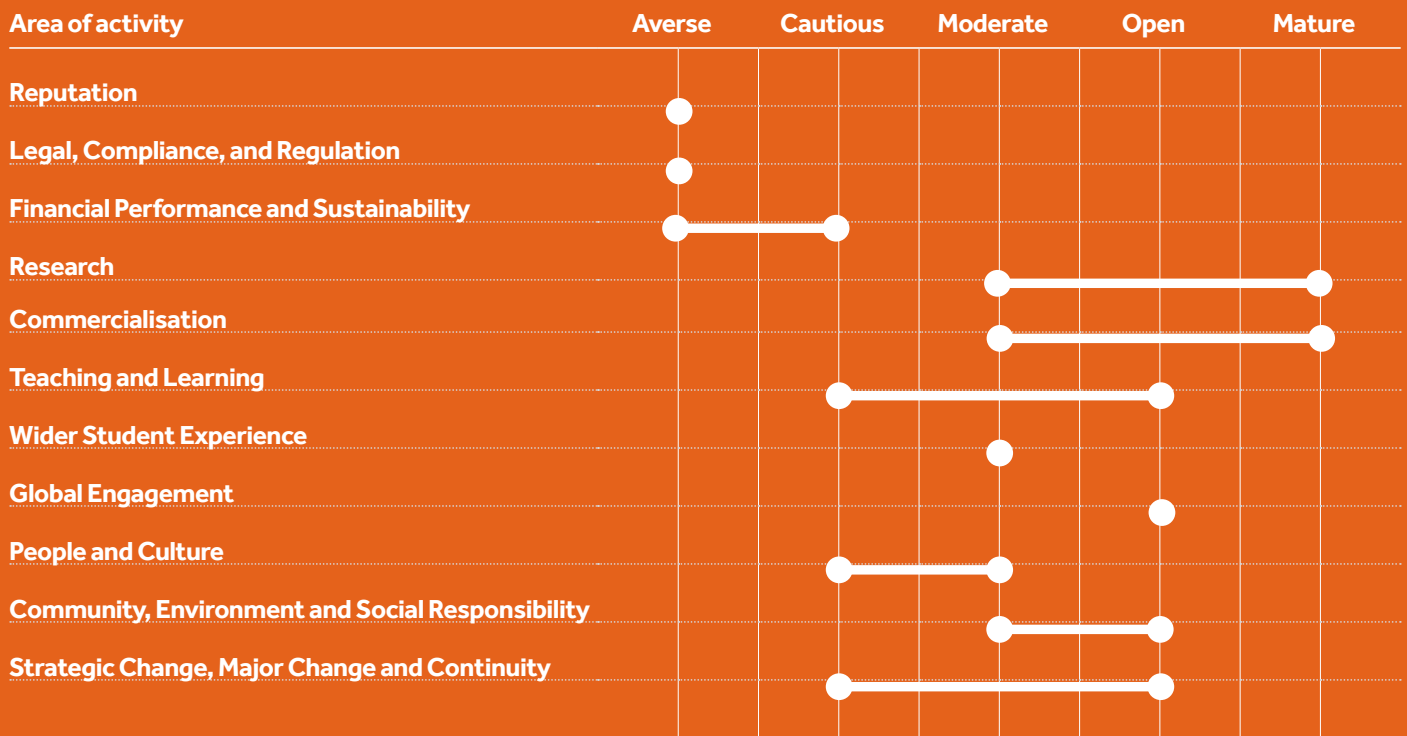 Area of activity Averse Cautious Moderate Open Mature
Reputation
Legal, Compliance, and Regulation
Financial Performance and Sustainability
Research
Commercialisation
Teaching and Learning
Wider Student Experience
Global Engagement
People and Culture
Community, Environment and Social Responsibility
Strategic Change, Major Change and Continuity